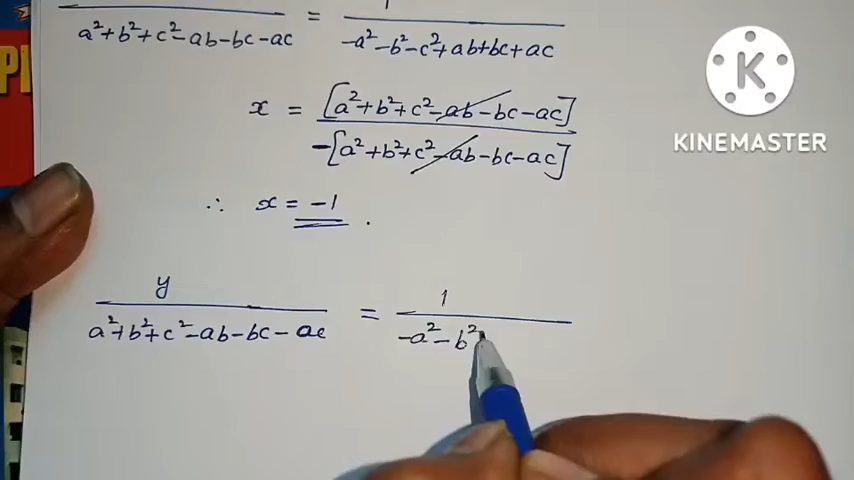 a²+b²+c²-ab-bc-ac = -a²-b²-c²+ab+bc+ac
x = [a²+b²+c²-ab-bc-ac] / -[a²+b²+c²-ab-bc-ac]
∴ x = -1 .
y / a²+b²+c²-ab-bc-ac = 1 / -a²-b²
KINEMASTER